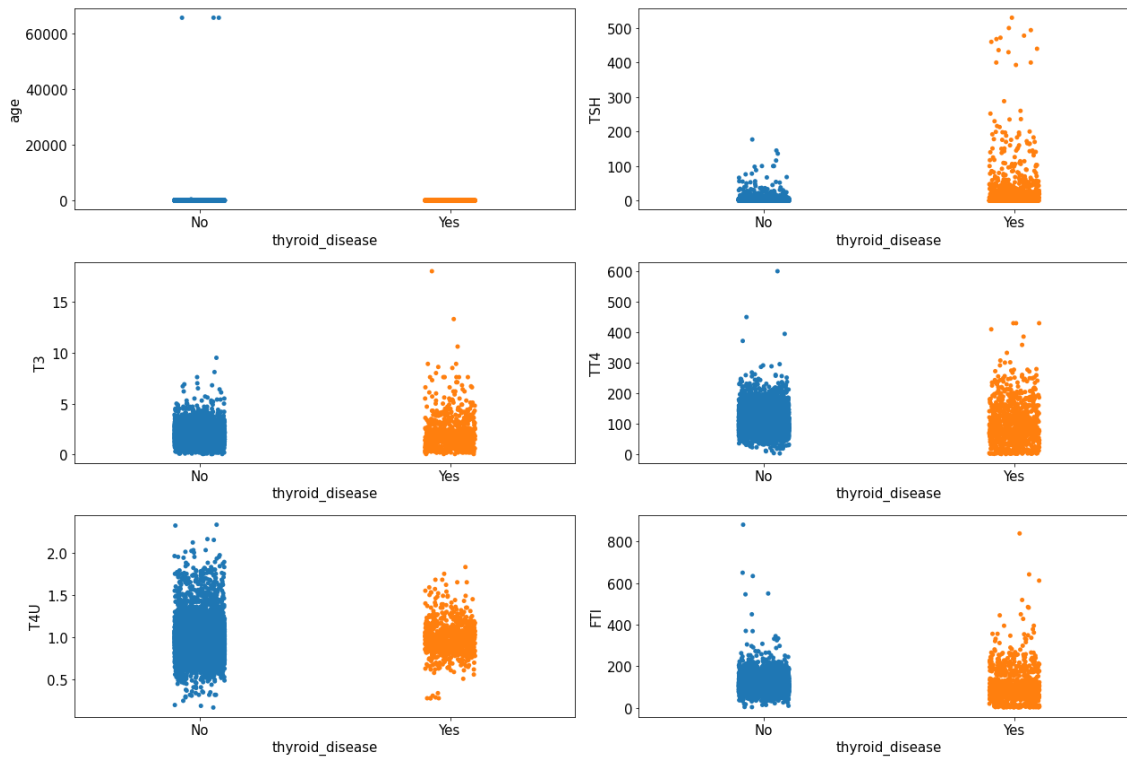 60000
40000
20000
0
age
No Yes
thyroid_disease
500
400
300
200
100
0
TSH
No Yes
thyroid_disease
15
10
5
0
T3
No Yes
thyroid_disease
600
500
400
300
200
100
0
TT4
No Yes
thyroid_disease
2.0
1.5
1.0
0.5
T4U
No Yes
thyroid_disease
800
600
400
200
0
FTI
No Yes
thyroid_disease